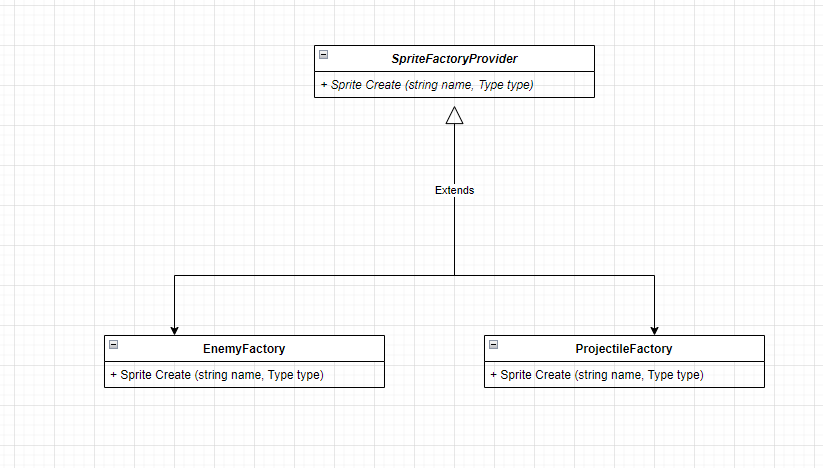 SpriteFactoryProvider
+ Sprite Create (string name, Type type)
Extends
EnemyFactory
+ Sprite Create (string name, Type type)
ProjectileFactory
+ Sprite Create (string name, Type type)